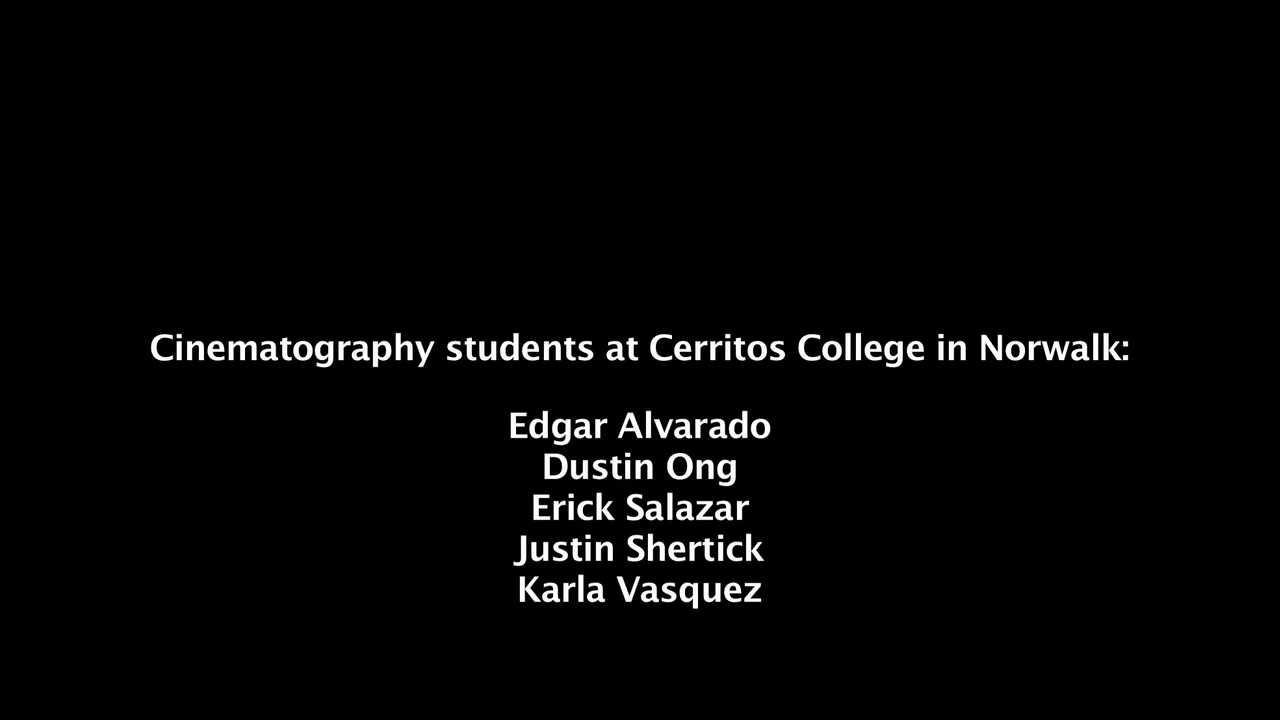 Cinematography students at Cerritos College in Norwalk:
Edgar Alvarado
Dustin Ong
Erick Salazar
Justin Shertick
Karla Vasquez